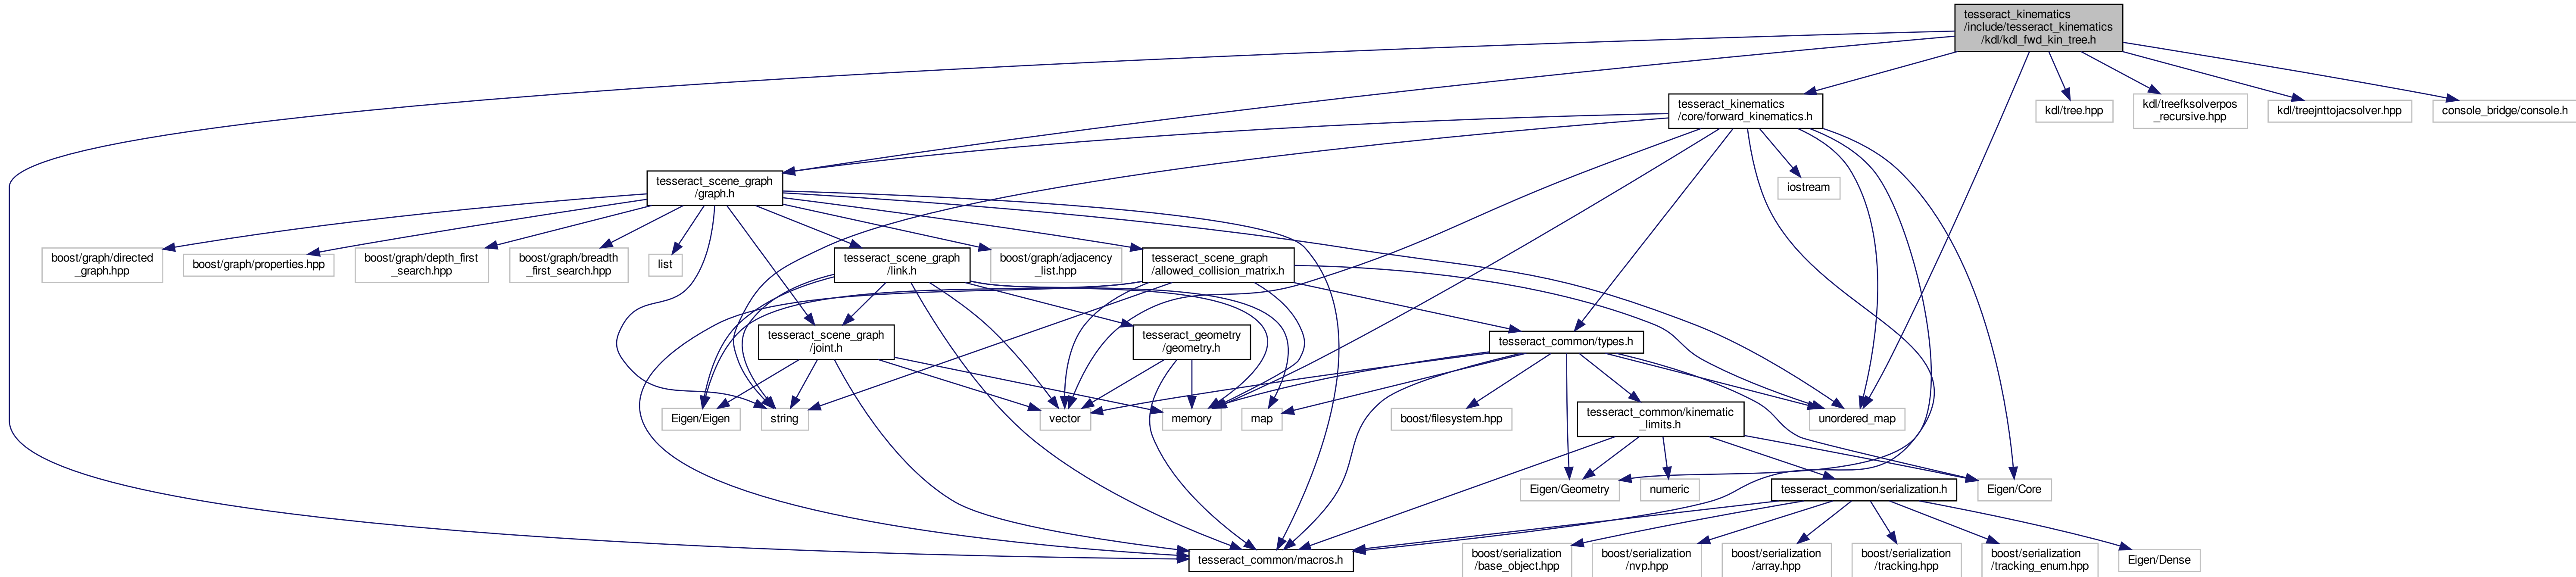 tesseract_kinematics
/include/tesseract_kinematics
/kdl/kdl_fwd_kin_tree.h
tesseract_kinematics
/core/forward_kinematics.h
kdl/tree.hpp
kdl/treefksolverpos
_recursive.hpp
kdl/treejnttojacsolver.hpp
console_bridge/console.h
tesseract_scene_graph
/graph.h
iostream
boost/graph/directed
_graph.hpp
boost/graph/properties.hpp
boost/graph/depth_first
_search.hpp
boost/graph/breadth
_first_search.hpp
list
tesseract_scene_graph
/link.h
boost/graph/adjacency
_list.hpp
tesseract_scene_graph
/allowed_collision_matrix.h
tesseract_scene_graph
/joint.h
tesseract_geometry
/geometry.h
tesseract_common/types.h
Eigen/Eigen
string
vector
memory
map
boost/filesystem.hpp
tesseract_common/kinematic
_limits.h
unordered_map
Eigen/Geometry
numeric
tesseract_common/serialization.h
Eigen/Core
tesseract_common/macros.h
boost/serialization
/base_object.hpp
boost/serialization
/nvp.hpp
boost/serialization
/array.hpp
boost/serialization
/tracking.hpp
boost/serialization
/tracking_enum.hpp
Eigen/Dense